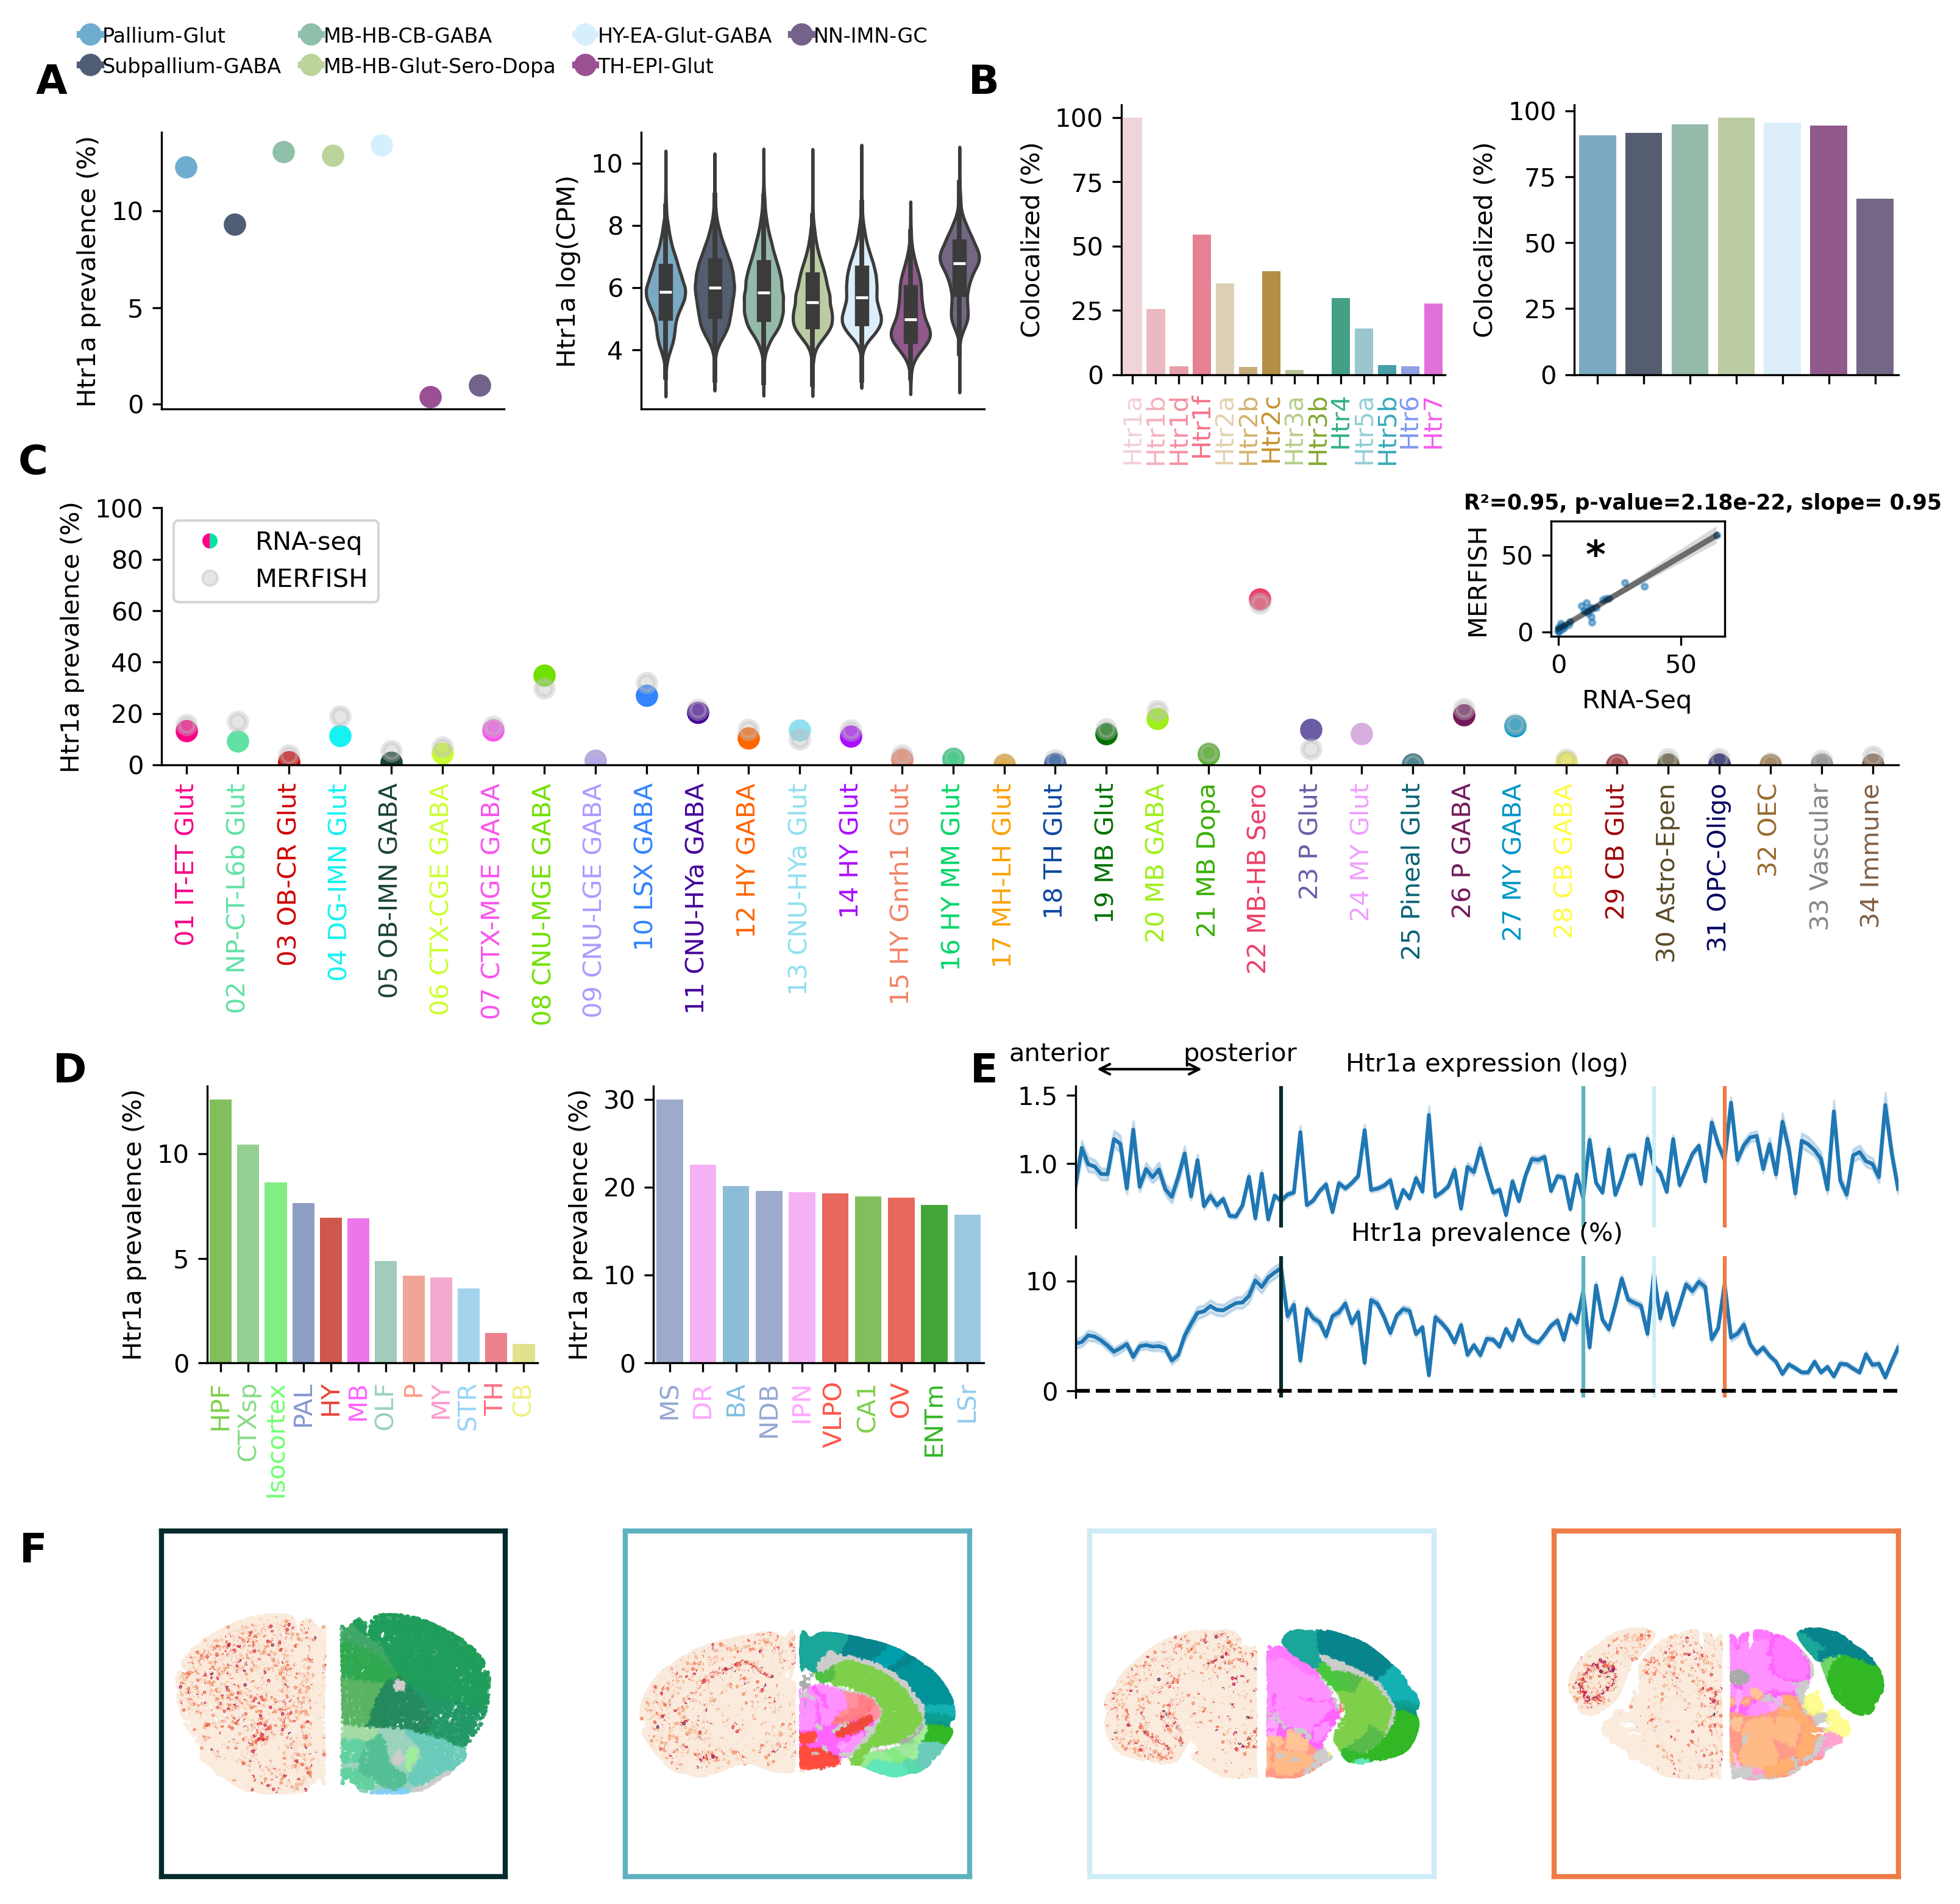 Pallium-Glut MB-HB-CB-GABA HY-EA-Glut-GABA NN-IMN-GC
Subpallium-GABA MB-HB-Glut-Sero-Dopa TH-EPI-Glut
A
Htr1a prevalence (%)
10
5
0
Htr1a log(CPM)
10
8
6
4
B
Colocalized (%)
100
75
50
25
0
Htr1a
Htr1b
Htr1d
Htr1f
Htr2a
Htr2b
Htr2c
Htr3a
Htr3b
Htr4
Htr5a
Htr5b
Htr6
Htr7
Colocalized (%)
100
75
50
25
0
C
Htr1a prevalence (%)
100
80
60
40
20
0
RNA-seq
MERFISH
R²=0.95, p-value=2.18e-22, slope= 0.95
MERFISH
50
0
*
0 50
RNA-Seq
01 IT-ET Glut
02 NP-CT-L6b Glut
03 OB-CR Glut
04 DG-IMN Glut
05 OB-IMN GABA
06 CTX-CGE GABA
07 CTX-MGE GABA
08 CNU-MGE GABA
09 CNU-LGE GABA
10 LSX GABA
11 CNU-HYa GABA
12 HY GABA
13 CNU-HYa Glut
14 HY Glut
15 HY Gnrh1 Glut
16 HY MM Glut
17 MH-LH Glut
18 TH Glut
19 MB Glut
20 MB GABA
21 MB Dopa
22 MB-HB Sero
23 P Glut
24 MY Glut
25 Pineal Glut
26 P GABA
27 MY GABA
28 CB GABA
29 CB Glut
30 Astro-Epen
31 OPC-Oligo
32 OEC
33 Vascular
34 Immune
D
Htr1a prevalence (%)
10
5
0
HPF
CTXsp
Isocortex
PAL
HY
MB
OLF
P
MY
STR
TH
CB
Htr1a prevalence (%)
30
20
10
0
MS
DR
BA
NDB
IPN
VLPO
CA1
OV
ENTm
LSr
E
anterior posterior
Htr1a expression (log)
1.5
1.0
Htr1a prevalence (%)
10
0
F